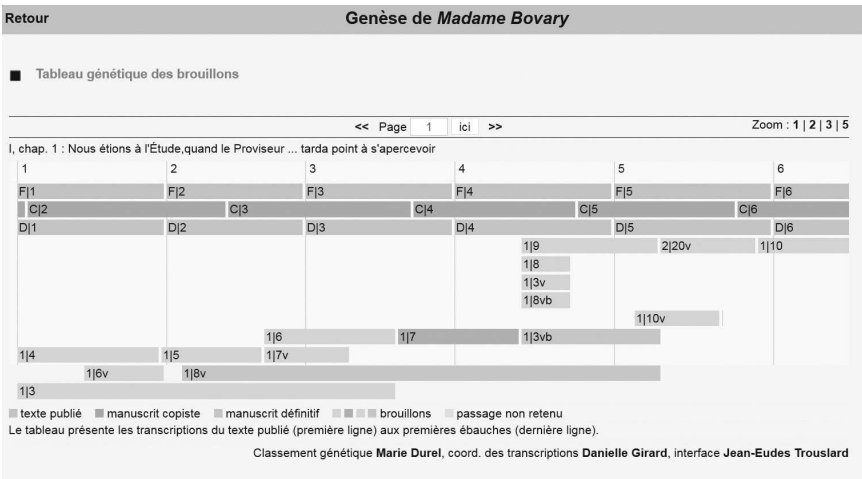 Retour
Genèse de Madame Bovary
Tableau génétique des brouillons
<< Page 1 ici >>
Zoom : 1 | 2 | 3 | 5
I, chap. 1 : Nous étions à l'Étude,quand le Proviseur ... tarda point à s'apercevoir
1 2 3 4 5 6
F|1 F|2 F|3 F|4 F|5 F|6
C|2 C|3 C|4 C|5 C|6
D|1 D|2 D|3 D|4 D|5 D|6
1|9 2|20v 1|10
1|8
1|3v
1|8vb
1|10v
1|6 1|7 1|3vb
1|4 1|5 1|7v
1|6v 1|8v
1|3
texte publié manuscrit copiste manuscrit définitif brouillons passage non retenu
Le tableau présente les transcriptions du texte publié (première ligne) aux premières ébauches (dernière ligne).
Classement génétique Marie Durel, coord. des transcriptions Danielle Girard, interface Jean-Eudes Trouslard